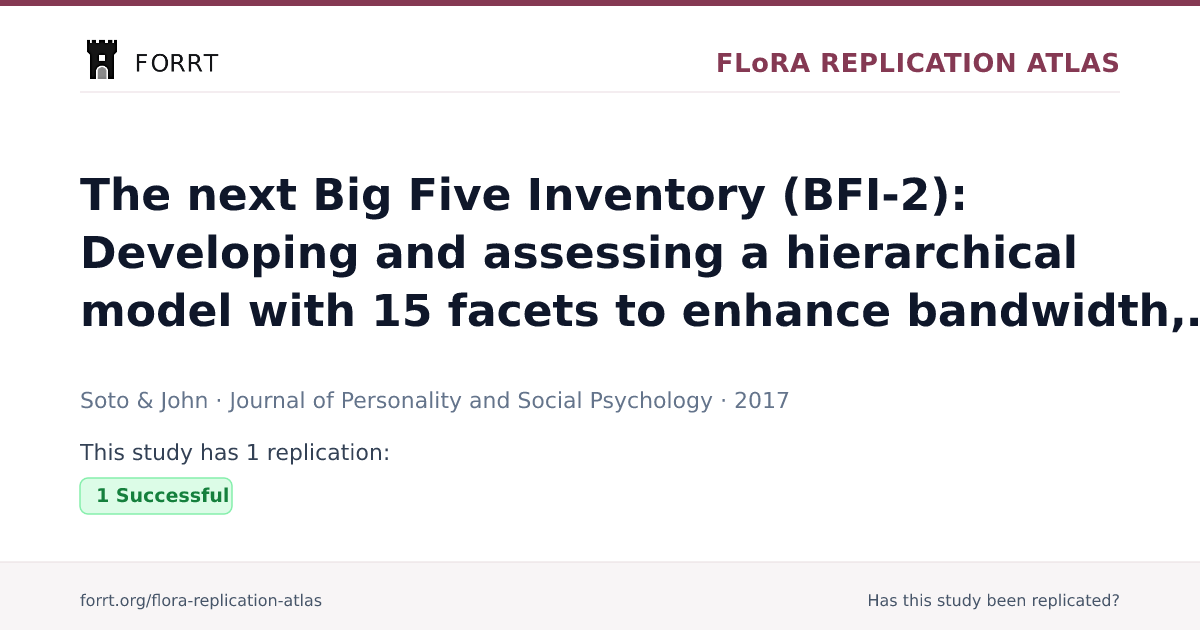 FORRT
FLoRA REPLICATION ATLAS
The next Big Five Inventory (BFI-2):
Developing and assessing a hierarchical
model with 15 facets to enhance bandwidth,.
Soto & John · Journal of Personality and Social Psychology · 2017
This study has 1 replication:
1 Successful
forrt.org/flora-replication-atlas
Has this study been replicated?